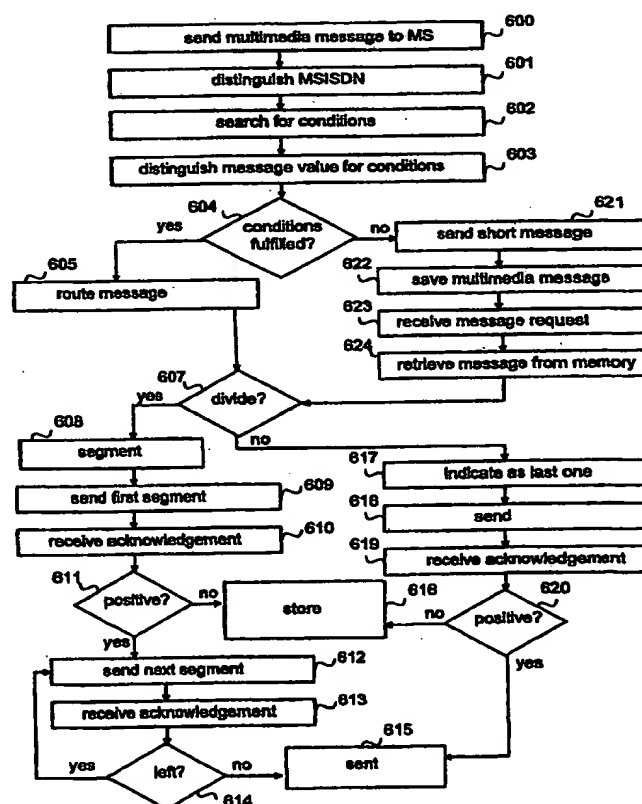 send multimedia message to MS
600
distinguish MSISDN
601
search for conditions
602
distinguish message value for conditions
603
604
conditions fulfilled?
yes
no
605
route message
621
send short message
622
save multimedia message
623
receive message request
624
retrieve message from memory
607
divide?
yes
no
608
segment
send first segment
609
receive acknowledgement
610
617
indicate as last one
618
send
619
receive acknowledgement
611
positive?
no
yes
store
616
620
positive?
no
yes
send next segment
612
receive acknowledgement
613
left?
yes
no
614
615
sent